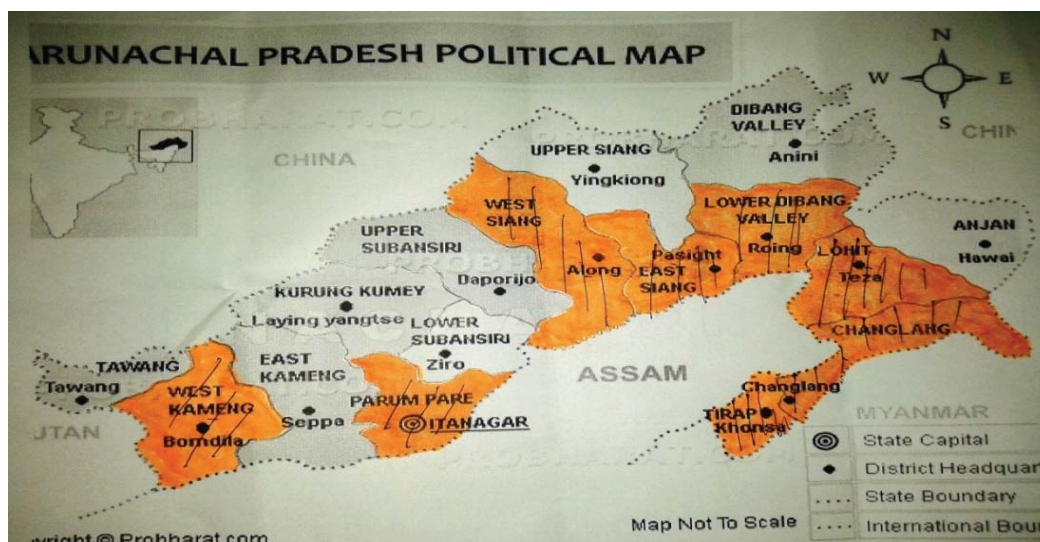 ARUNACHAL PRADESH POLITICAL MAP
N
W
E
S
PROBHARAT.COM
CHINA
CHIN
DIBANG
VALLEY
Anini
UPPER SIANG
Yingkiong
WEST
SIANG
LOWER DIBANG
VALLEY
Roing
ANJAN
Hawai
UPPER
SUBANSIRI
Daporijo
Along
Pasight
EAST
SIANG
LOHIT
Teza
KURUNG KUMEY
Laying yangtse
LOWER
SUBANSIRI
Ziro
CHANGLANG
TAWANG
Tawang
EAST
KAMENG
Seppa
WEST
KAMENG
Bomdila
PARUM PARE
ITANAGAR
ASSAM
Changlang
TIRAP
Khonsa
MYANMAR
UTAN
State Capital
District Headquar
State Boundary
International Boun
Map Not To Scale
yright © Probharat.com